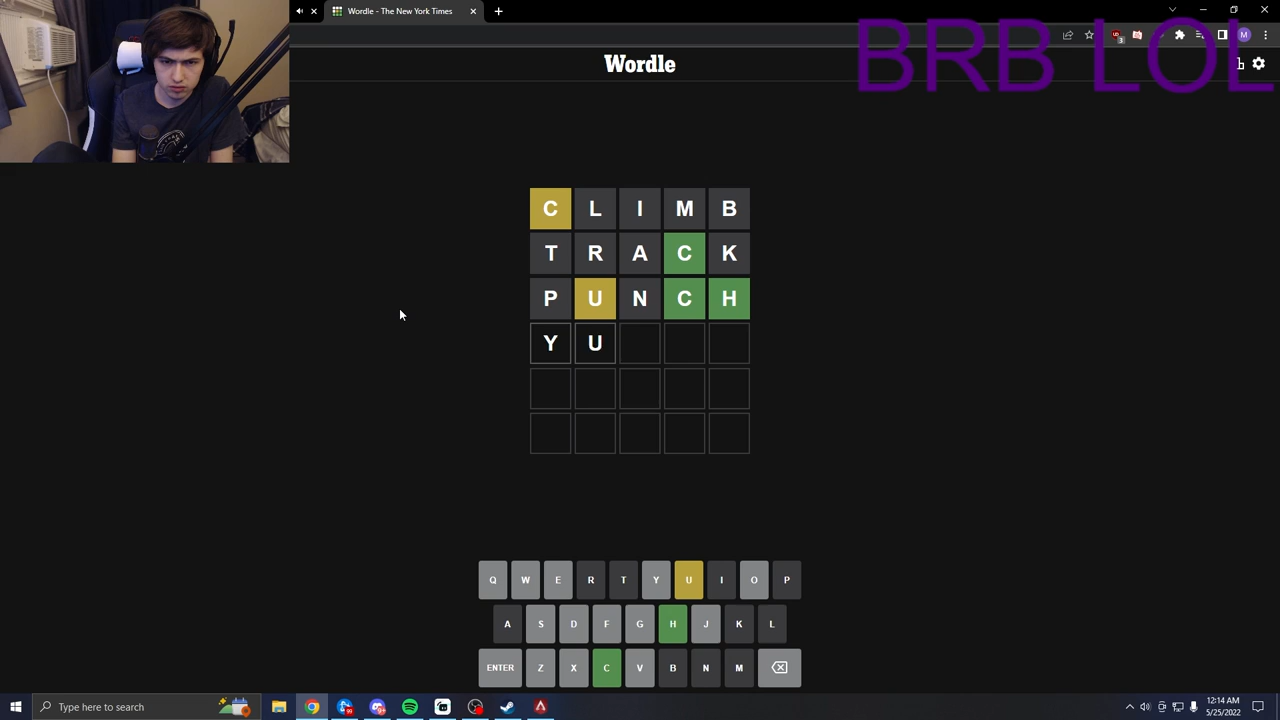 Wordle - The New York Times
BRB LOL
Wordle
C L I M B
T R A C K
P U N C H
Y U
Q W E R T Y U I O P
A S D F G H J K L
ENTER Z X C V B N M
Type here to search
12:14 AM
5/25/2022